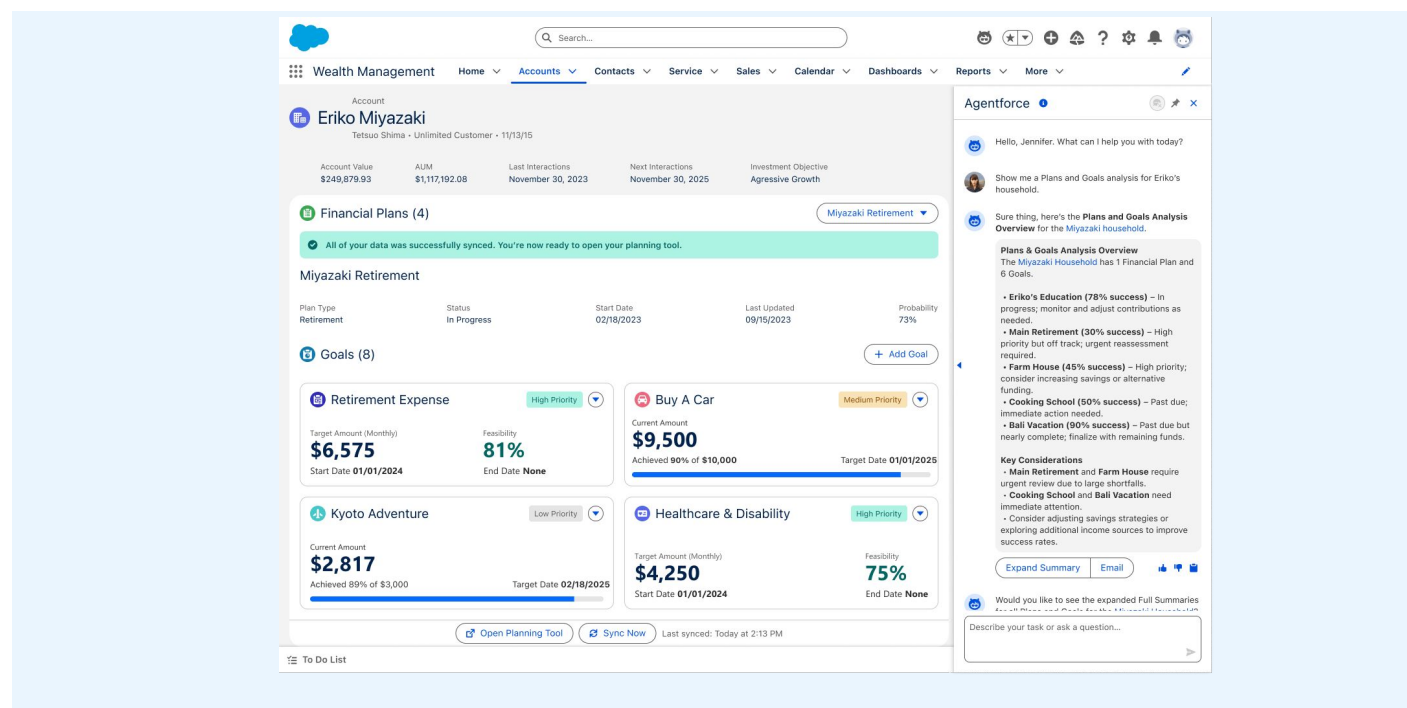 Search...
Wealth Management
Home
Accounts
Contacts
Service
Sales
Calendar
Dashboards
Reports
More
Account
Eriko Miyazaki
Tetsuo Shima • Unlimited Customer • 11/13/15
Account Value
$249,879.93
AUM
$1,117,192.08
Last Interactions
November 30, 2023
Next Interactions
November 30, 2025
Investment Objective
Agressive Growth
Financial Plans (4)
Miyazaki Retirement
All of your data was successfully synced. You're now ready to open your planning tool.
Miyazaki Retirement
Plan Type
Retirement
Status
In Progress
Start Date
02/18/2023
Last Updated
09/15/2023
Probability
73%
Goals (8)
+ Add Goal
Retirement Expense
High Priority
Target Amount (Monthly)
$6,575
Start Date 01/01/2024
Feasibility
81%
End Date None
Buy A Car
Medium Priority
Current Amount
$9,500
Achieved 90% of $10,000
Target Date 01/01/2025
Kyoto Adventure
Low Priority
Current Amount
$2,817
Achieved 89% of $3,000
Target Date 02/18/2025
Healthcare & Disability
High Priority
Target Amount (Monthly)
$4,250
Start Date 01/01/2024
Feasibility
75%
End Date None
Open Planning Tool
Sync Now
Last synced: Today at 2:13 PM
To Do List
Agentforce
Hello, Jennifer. What can I help you with today?
Show me a Plans and Goals analysis for Eriko's
household.
Sure thing, here's the Plans and Goals Analysis
Overview for the Miyazaki household.
Plans & Goals Analysis Overview
The Miyazaki Household has 1 Financial Plan and
6 Goals.
• Eriko's Education (78% success) – In
progress; monitor and adjust contributions as
needed.
• Main Retirement (30% success) – High
priority but off track; urgent reassessment
required.
• Farm House (45% success) – High priority;
consider increasing savings or alternative
funding.
• Cooking School (50% success) – Past due;
immediate action needed.
• Bali Vacation (90% success) – Past due but
nearly complete; finalize with remaining funds.
Key Considerations
• Main Retirement and Farm House require
urgent review due to large shortfalls.
• Cooking School and Bali Vacation need
immediate attention.
• Consider adjusting savings strategies or
exploring additional income sources to improve
success rates.
Expand Summary
Email
Would you like to see the expanded Full Summaries
for all Plans and Goals for the Miyazaki Household?
Describe your task or ask a question...